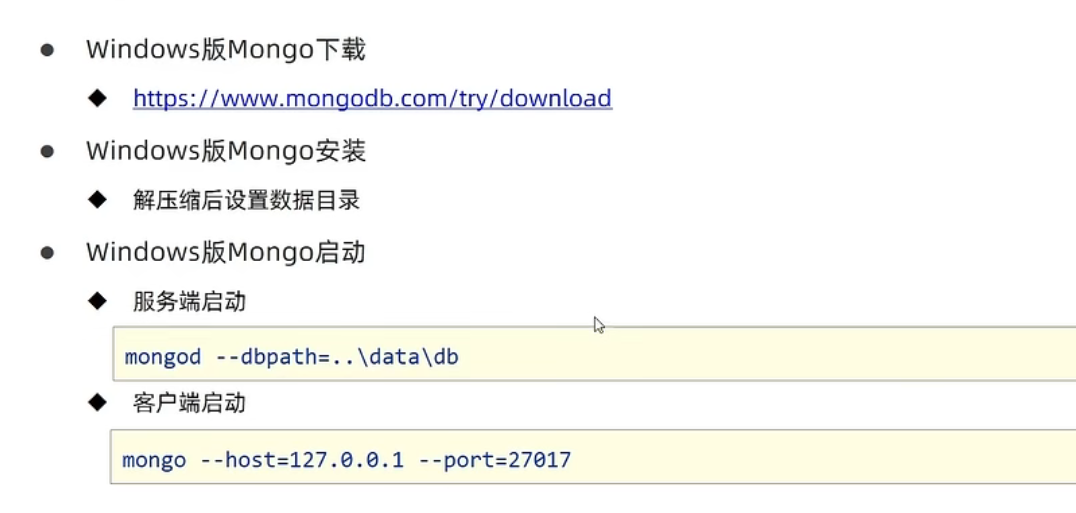 Windows版Mongo下载
https://www.mongodb.com/try/download
Windows版Mongo安装
解压缩后设置数据目录
Windows版Mongo启动
服务端启动
mongod --dbpath=..\data\db
客户端启动
mongo --host=127.0.0.1 --port=27017